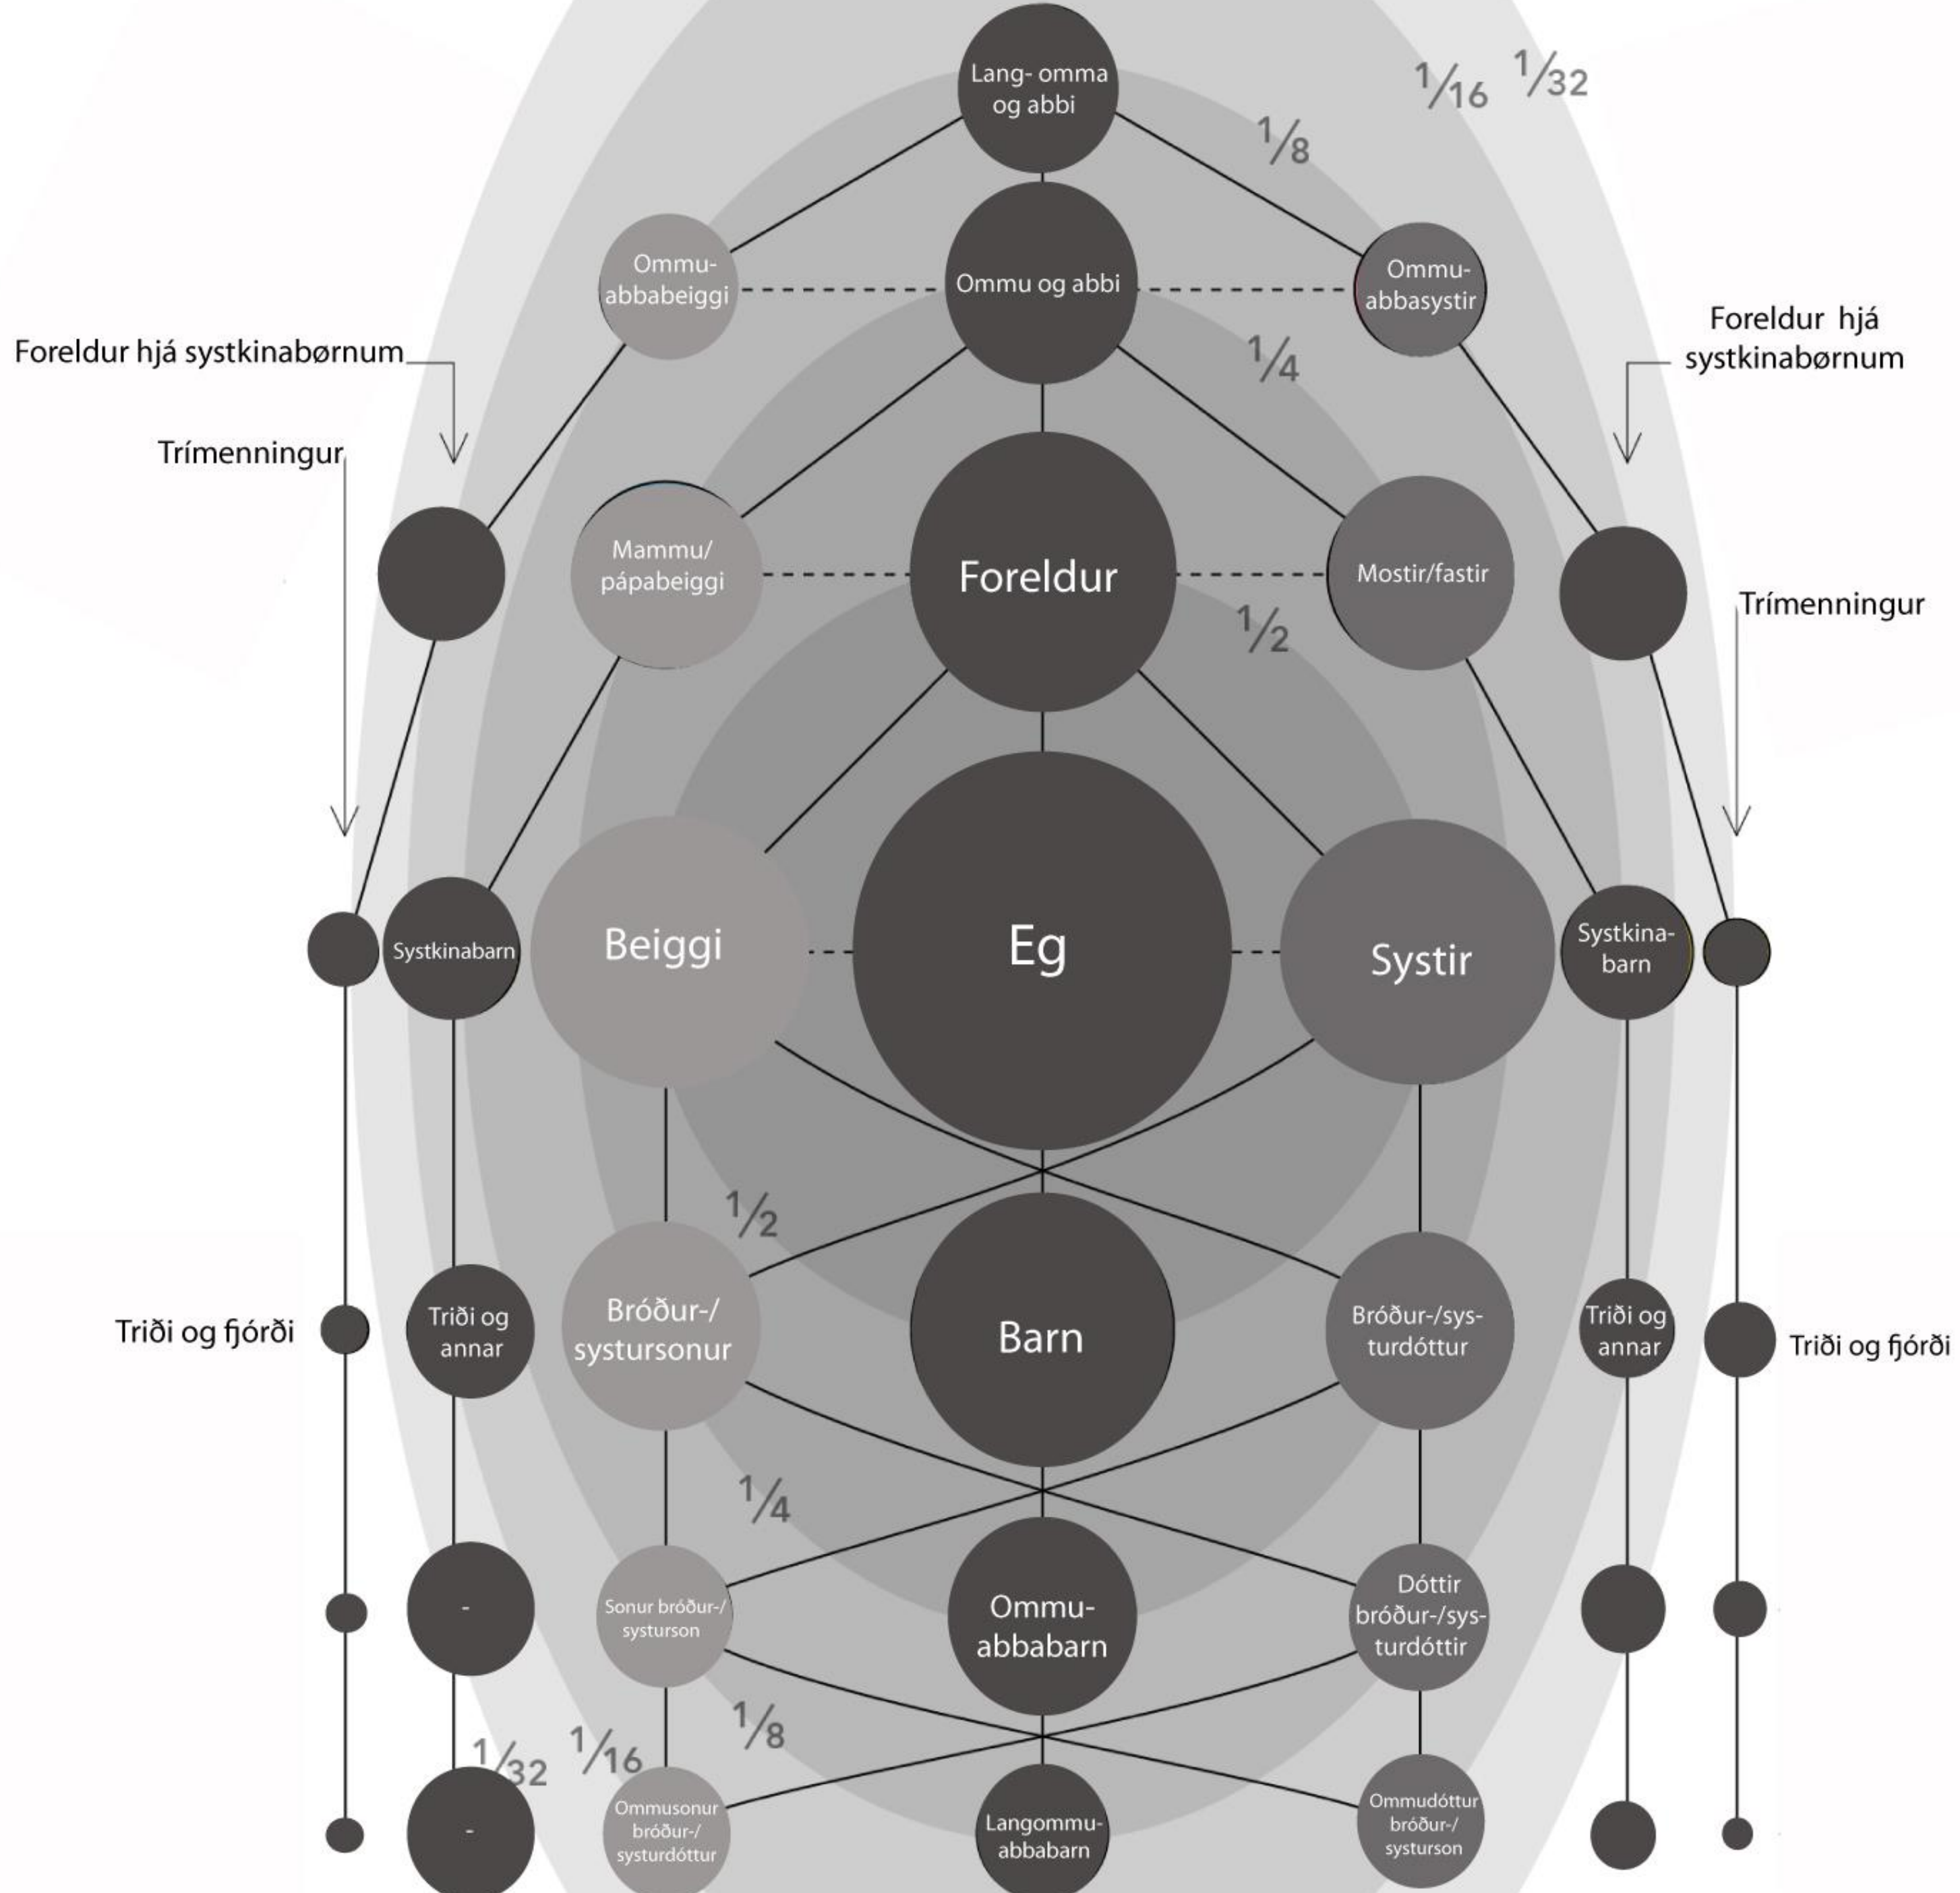 Lang- omma
og abbi
1/16
1/32
1/8
Ommu-
abbabeiggi
Ommu og abbi
Ommu-
abbasystir
Foreldur hjá systkinabørnum
Foreldur hjá
systkinabørnum
1/4
Trímenningur
Mammu/
pápabeiggi
Foreldur
Mostir/fastir
Trímenningur
1/2
Systkinabarn
Beiggi
Eg
Systir
Systkina-
barn
1/2
Triði og fjórði
Triði og
annar
Bróður-/
systursonur
Barn
Bróður-/sys-
turdóttur
Triði og
annar
Triði og fjórði
1/4
-
Sonur bróður-/
systurson
Ommu-
abbabarn
Dóttir
bróður-/sys-
turdóttir
1/32
1/16
1/8
-
Ommusonur
bróður-/
systurdóttur
Langommu-
abbabarn
Ommudóttur
bróður-/
systurson